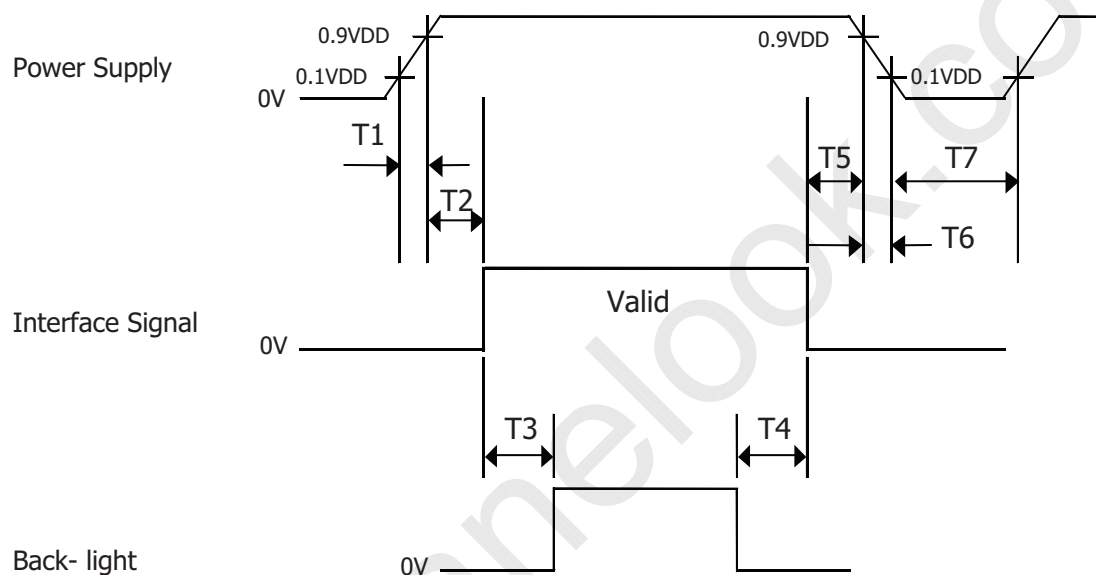 0.9VDD
0.9VDD
Power Supply
0.1VDD
0.1VDD
0V
T1
T5
T7
T2
T6
Valid
Interface Signal
0V
T3
T4
Back- light
0V